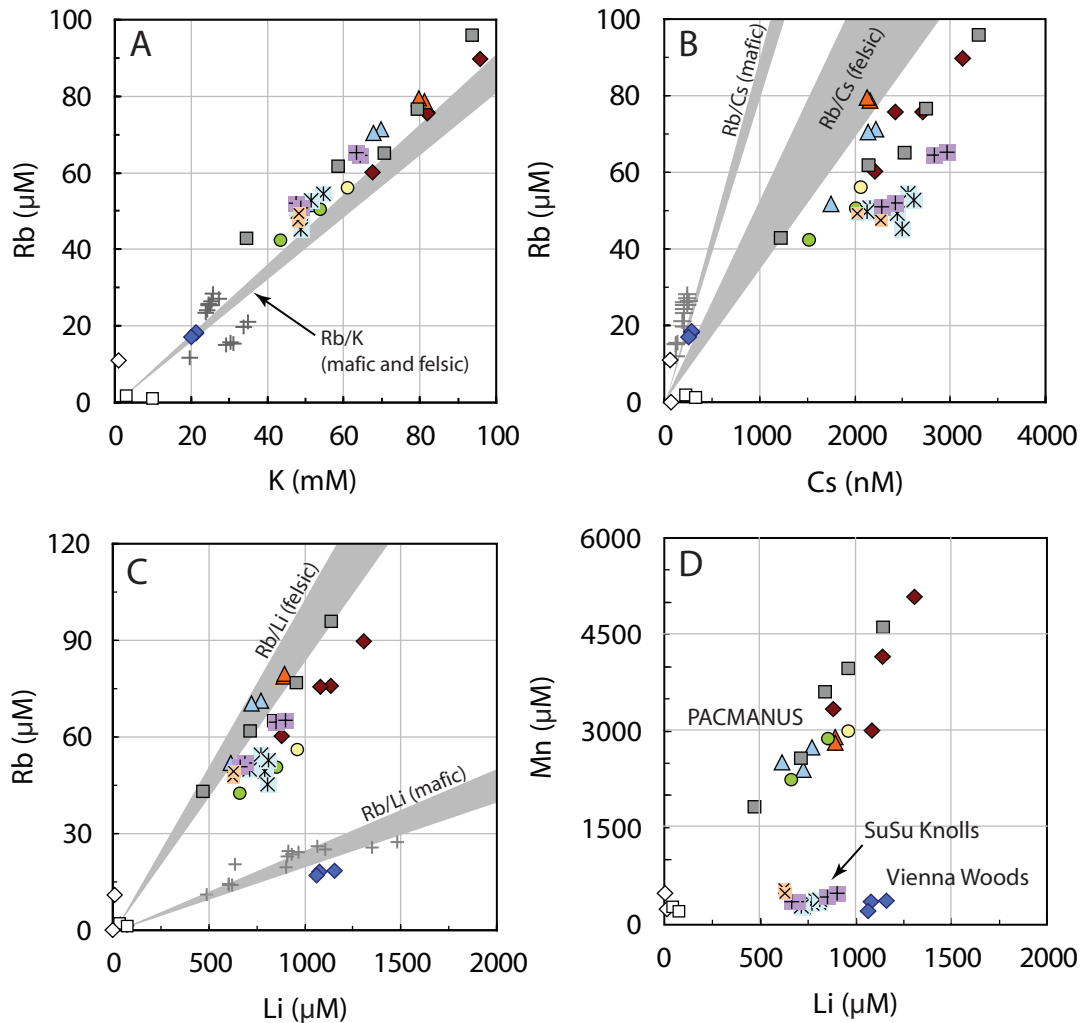 100
80
60
40
20
0
Rb (µM)
A
Rb/K
(mafic and felsic)
0
20
40
60
80
100
K (mM)
100
80
60
40
20
0
Rb (µM)
B
Rb/Cs (mafic)
Rb/Cs (felsic)
0
1000
2000
3000
4000
Cs (nM)
120
90
60
30
0
Rb (µM)
C
Rb/Li (felsic)
Rb/Li (mafic)
0
500
1000
1500
2000
Li (µM)
6000
4500
3000
1500
0
Mn (µM)
D
PACMANUS
SuSu Knolls
Vienna Woods
0
500
1000
1500
2000
Li (µM)